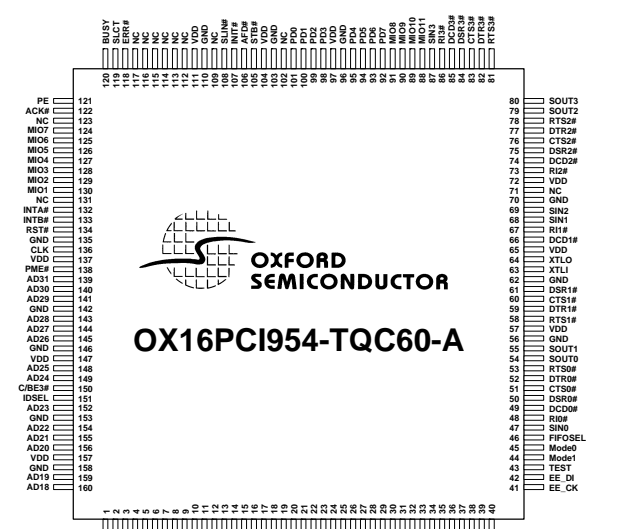 BUSY
SLCT
ERR#
NC
NC
NC
NC
NC
NC
VDD
GND
NC
SLIN#
INIT#
AFD#
STB#
VDD
GND
NC
PD0
PD1
PD2
PD3
VDD
GND
PD4
PD5
PD6
PD7
MIO8
MIO9
MIO10
MIO11
SIN3
RI3#
DCD3#
DSR3#
CTS3#
DTR3#
RTS3#
120
119
118
117
116
115
114
113
112
111
110
109
108
107
106
105
104
103
102
101
100
99
98
97
96
95
94
93
92
91
90
89
88
87
86
85
84
83
82
81
PE 121
ACK# 122
NC 123
MIO7 124
MIO6 125
MIO5 126
MIO4 127
MIO3 128
MIO2 129
MIO1 130
NC 131
INTA# 132
INTB# 133
RST# 134
GND 135
CLK 136
VDD 137
PME# 138
AD31 139
AD30 140
AD29 141
GND 142
AD28 143
AD27 144
AD26 145
GND 146
VDD 147
AD25 148
AD24 149
C/BE3# 150
IDSEL 151
AD23 152
GND 153
AD22 154
AD21 155
AD20 156
VDD 157
GND 158
AD19 159
AD18 160
OXFORD
SEMICONDUCTOR
OX16PCI954-TQC60-A
80 SOUT3
79 SOUT2
78 RTS2#
77 DTR2#
76 CTS2#
75 DSR2#
74 DCD2#
73 RI2#
72 VDD
71 NC
70 GND
69 SIN2
68 SIN1
67 RI1#
66 DCD1#
65 VDD
64 XTLO
63 XTLI
62 GND
61 DSR1#
60 CTS1#
59 DTR1#
58 RTS1#
57 VDD
56 GND
55 SOUT1
54 SOUT0
53 RTS0#
52 DTR0#
51 CTS0#
50 DSR0#
49 DCD0#
48 RI0#
47 SIN0
46 FIFOSEL
45 Mode0
44 Mode1
43 TEST
42 EE_DI
41 EE_CK
1
2
3
4
5
6
7
8
9
10
11
12
13
14
15
16
17
18
19
20
21
22
23
24
25
26
27
28
29
30
31
32
33
34
35
36
37
38
39
40